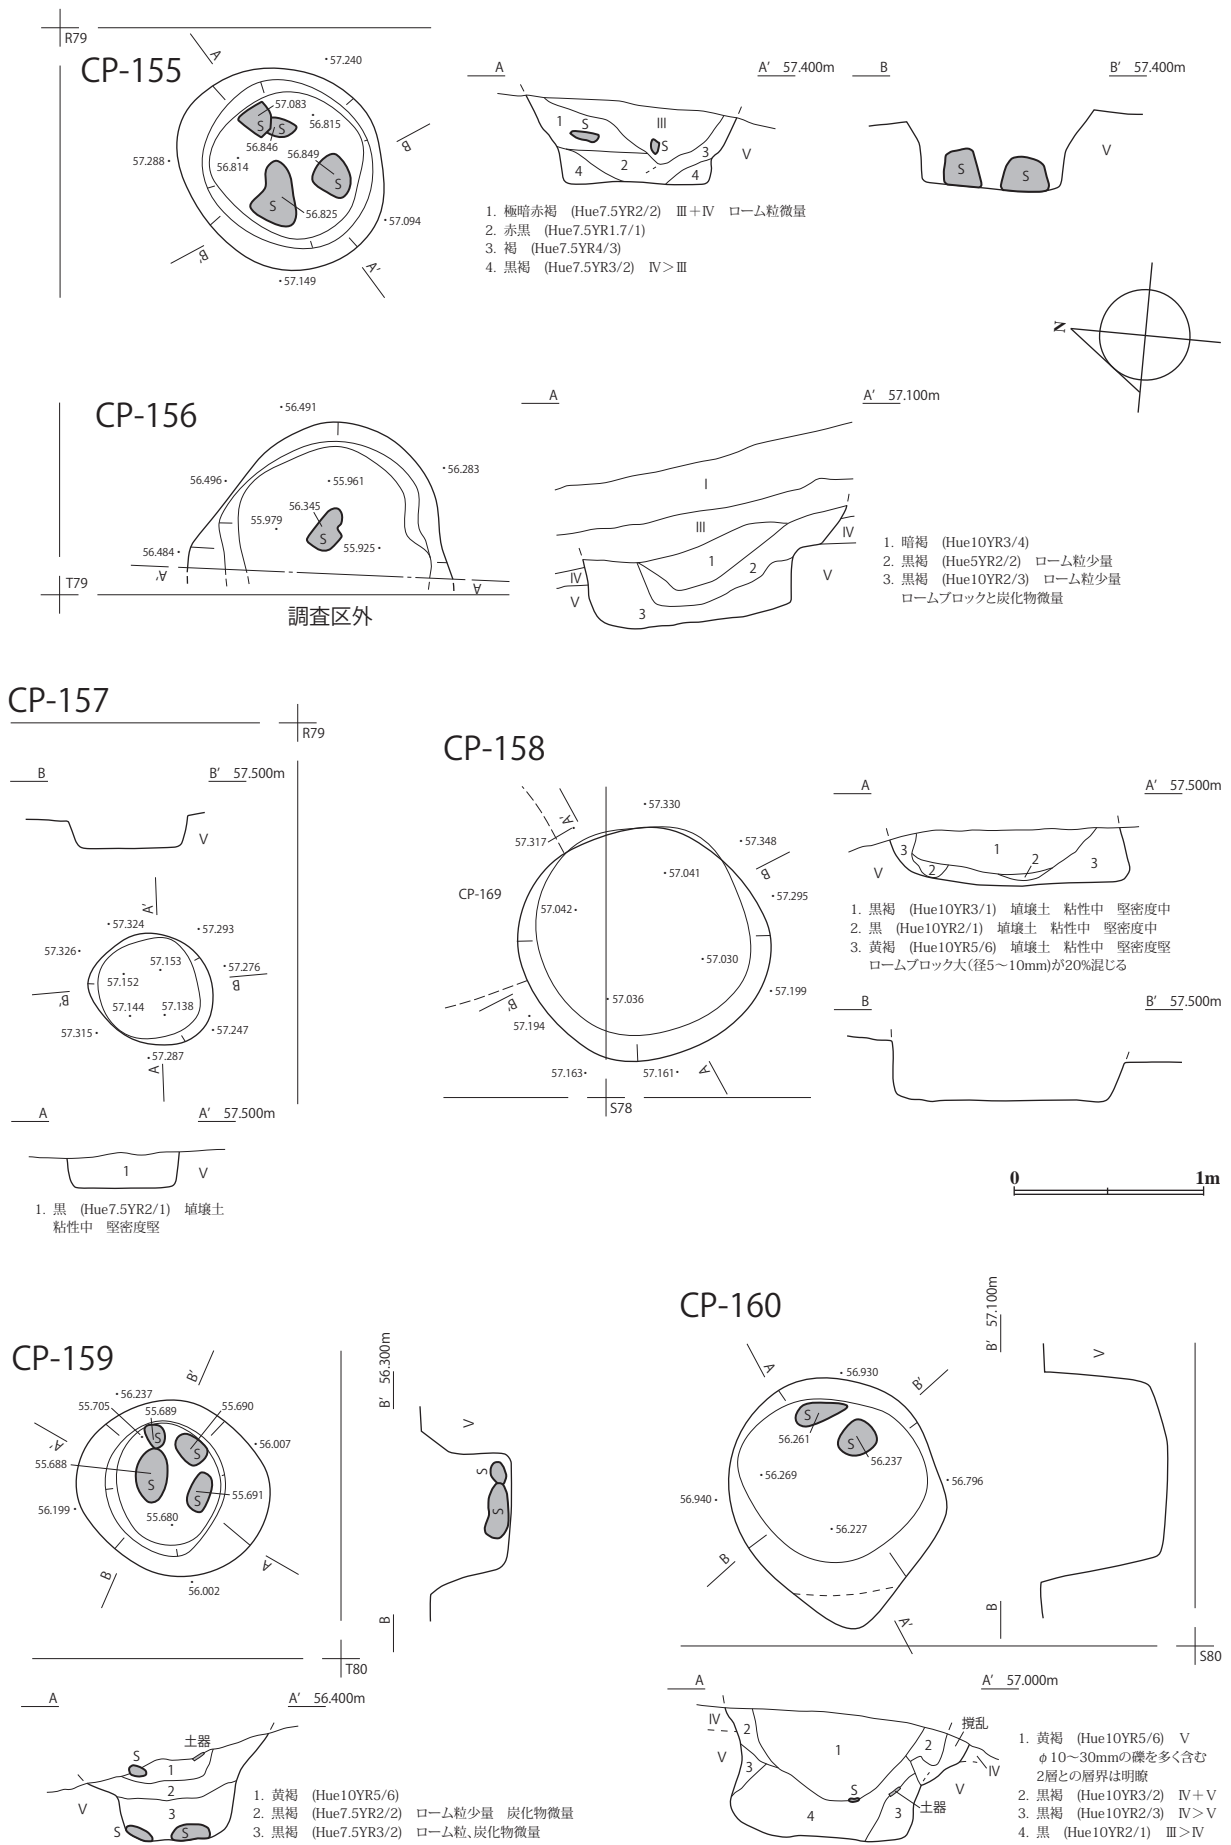 R79
CP-155
A
57.240
57.083
S
S
56.815
56.846
56.849
57.288
56.814
S
S
56.825
B
57.094
B'
A'
57.149
A
A' 57.400m
1
S
III
S
2
3
V
4
4
B
B' 57.400m
S
S
V
1. 極暗赤褐 (Hue7.5YR2/2) Ⅲ+Ⅳ ローム粒微量
2. 赤黒 (Hue7.5YR1.7/1)
3. 褐 (Hue7.5YR4/3)
4. 黒褐 (Hue7.5YR3/2) Ⅳ>Ⅲ
N
CP-156
56.491
56.496
55.961
56.283
56.345
55.979
S
55.925
56.484
A'
A
T79
調査区外
A
A' 57.100m
I
III
1
2
IV
IV
V
V
3
1. 暗褐 (Hue10YR3/4)
2. 黒褐 (Hue5YR2/2) ローム粒少量
3. 黒褐 (Hue10YR2/3) ローム粒少量
ロームブロックと炭化物微量
CP-157
R79
B
B' 57.500m
V
A'
57.324
57.293
57.326
57.153
57.276
57.152
B
B'
57.144
57.138
57.315
57.247
57.287
A
A
A' 57.500m
1
V
1. 黒 (Hue7.5YR2/1) 埴壌土
粘性中 堅密度堅
CP-158
57.330
A'
57.317
57.348
B
57.041
CP-169
57.295
57.042
57.030
57.199
57.036
B'
57.194
57.163
57.161
A
S78
A
A' 57.500m
3
1
2
2
3
V
1. 黒褐 (Hue10YR3/1) 埴壌土 粘性中 堅密度中
2. 黒 (Hue10YR2/1) 埴壌土 粘性中 堅密度中
3. 黄褐 (Hue10YR5/6) 埴壌土 粘性中 堅密度堅
ロームブロック大(径5～10mm)が20%混じる
B
B' 57.500m
0
1m
CP-159
B'
56.237
55.705
55.689
55.690
A'
S
56.007
S
55.688
S
S
55.691
56.199
55.680
A
B
56.002
B' 56.300m
V
S
S
B
T80
A
A' 56.400m
土器
S
1
2
V
3
S
S
1. 黄褐 (Hue10YR5/6)
2. 黒褐 (Hue7.5YR2/2) ローム粒少量 炭化物微量
3. 黒褐 (Hue7.5YR3/2) ローム粒、炭化物微量
CP-160
A
56.930
B'
S
56.261
S
56.237
56.269
56.796
56.940
56.227
B
A'
B' 57.100m
V
B
S80
A
A' 57.000m
IV
2
撹乱
1
2
V
3
IV
V
S
土器
4
3
1. 黄褐 (Hue10YR5/6) Ⅴ
φ10～30mmの礫を多く含む
2層との層界は明瞭
2. 黒褐 (Hue10YR3/2) Ⅳ+Ⅴ
3. 黒褐 (Hue10YR2/3) Ⅳ>Ⅴ
4. 黒 (Hue10YR2/1) Ⅲ>Ⅳ